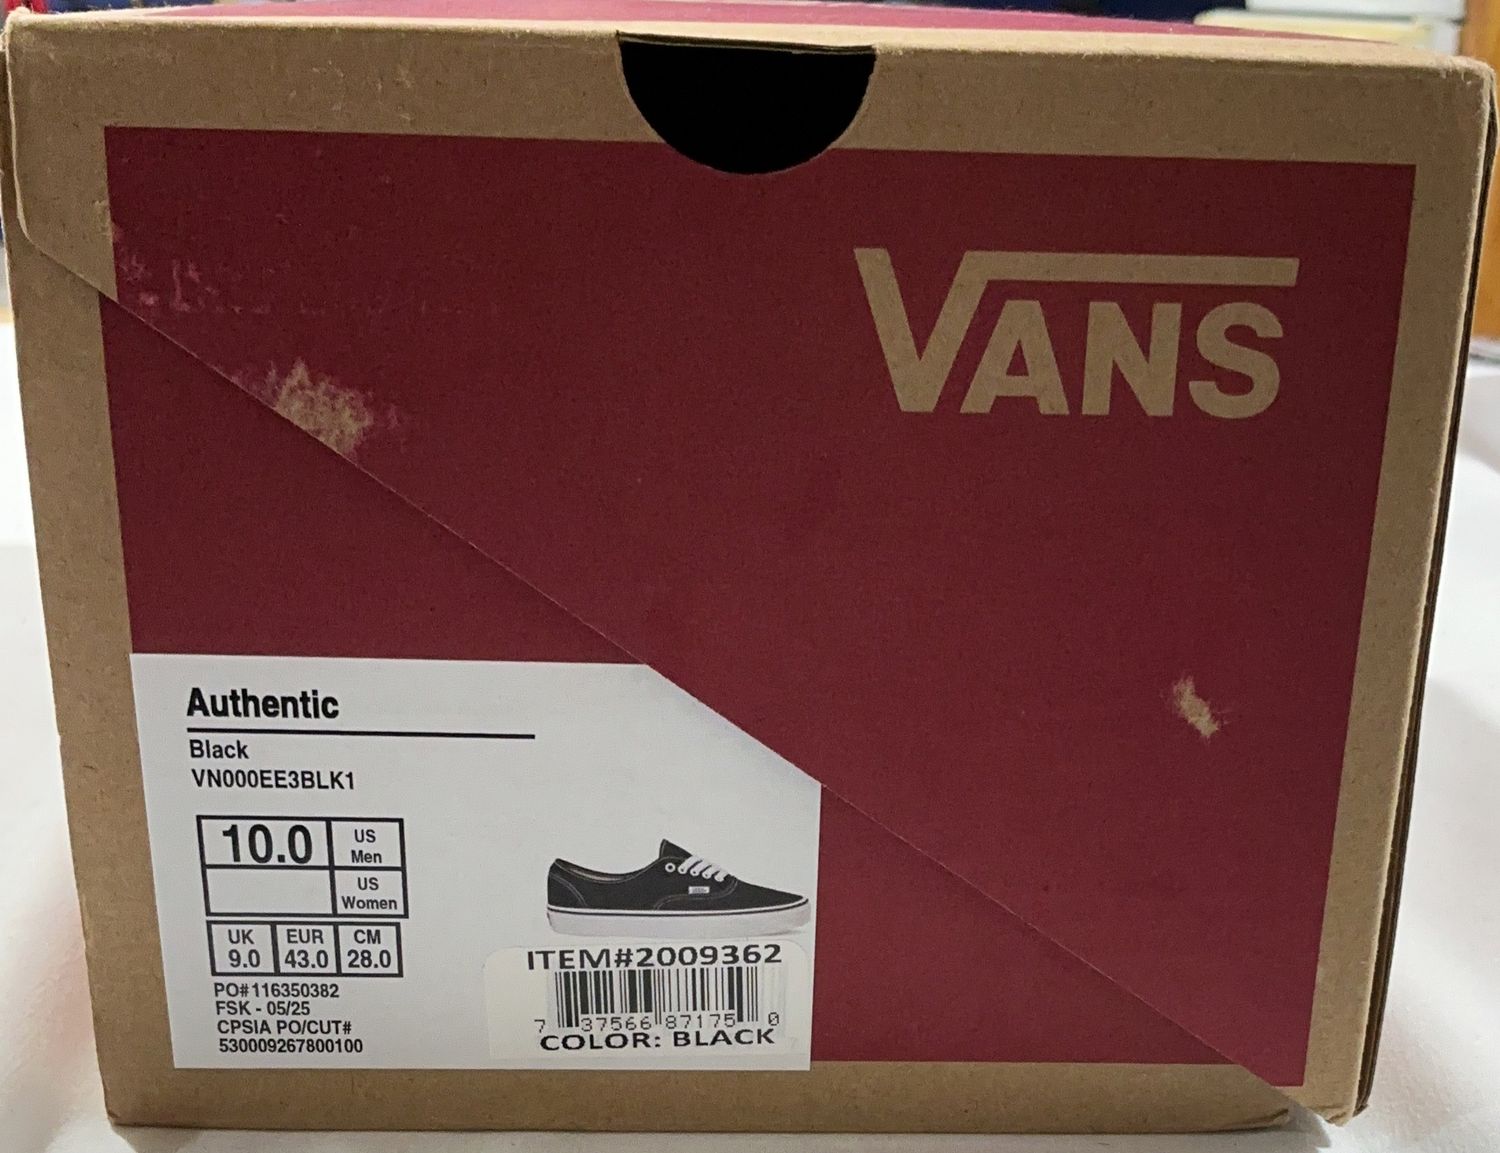 VANS
Authentic
Black
VN000EE3BLK1
10.0 US Men
US Women
UK 9.0 EUR 43.0 CM 28.0
PO#116350382
FSK - 05/25
CPSIA PO/CUT#
530009267800100
ITEM#2009362
7 37566 87175 0
COLOR: BLACK